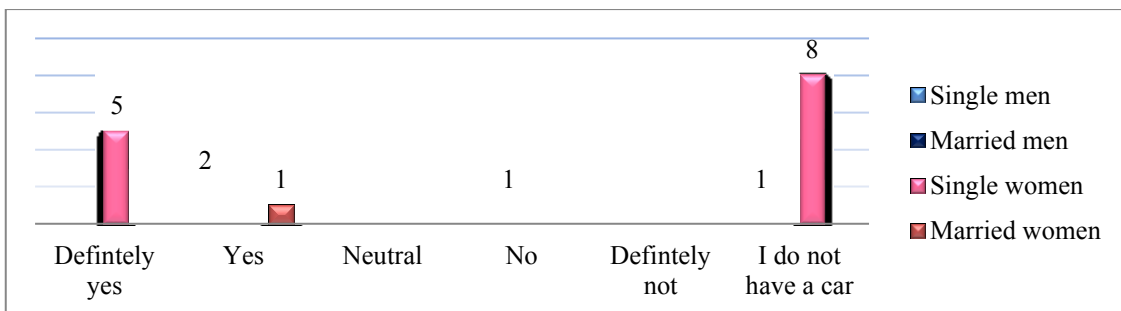 8
5
2
1
1
1
Defintely
yes
Yes
Neutral
No
Defintely
not
I do not
have a car
Single men
Married men
Single women
Married women